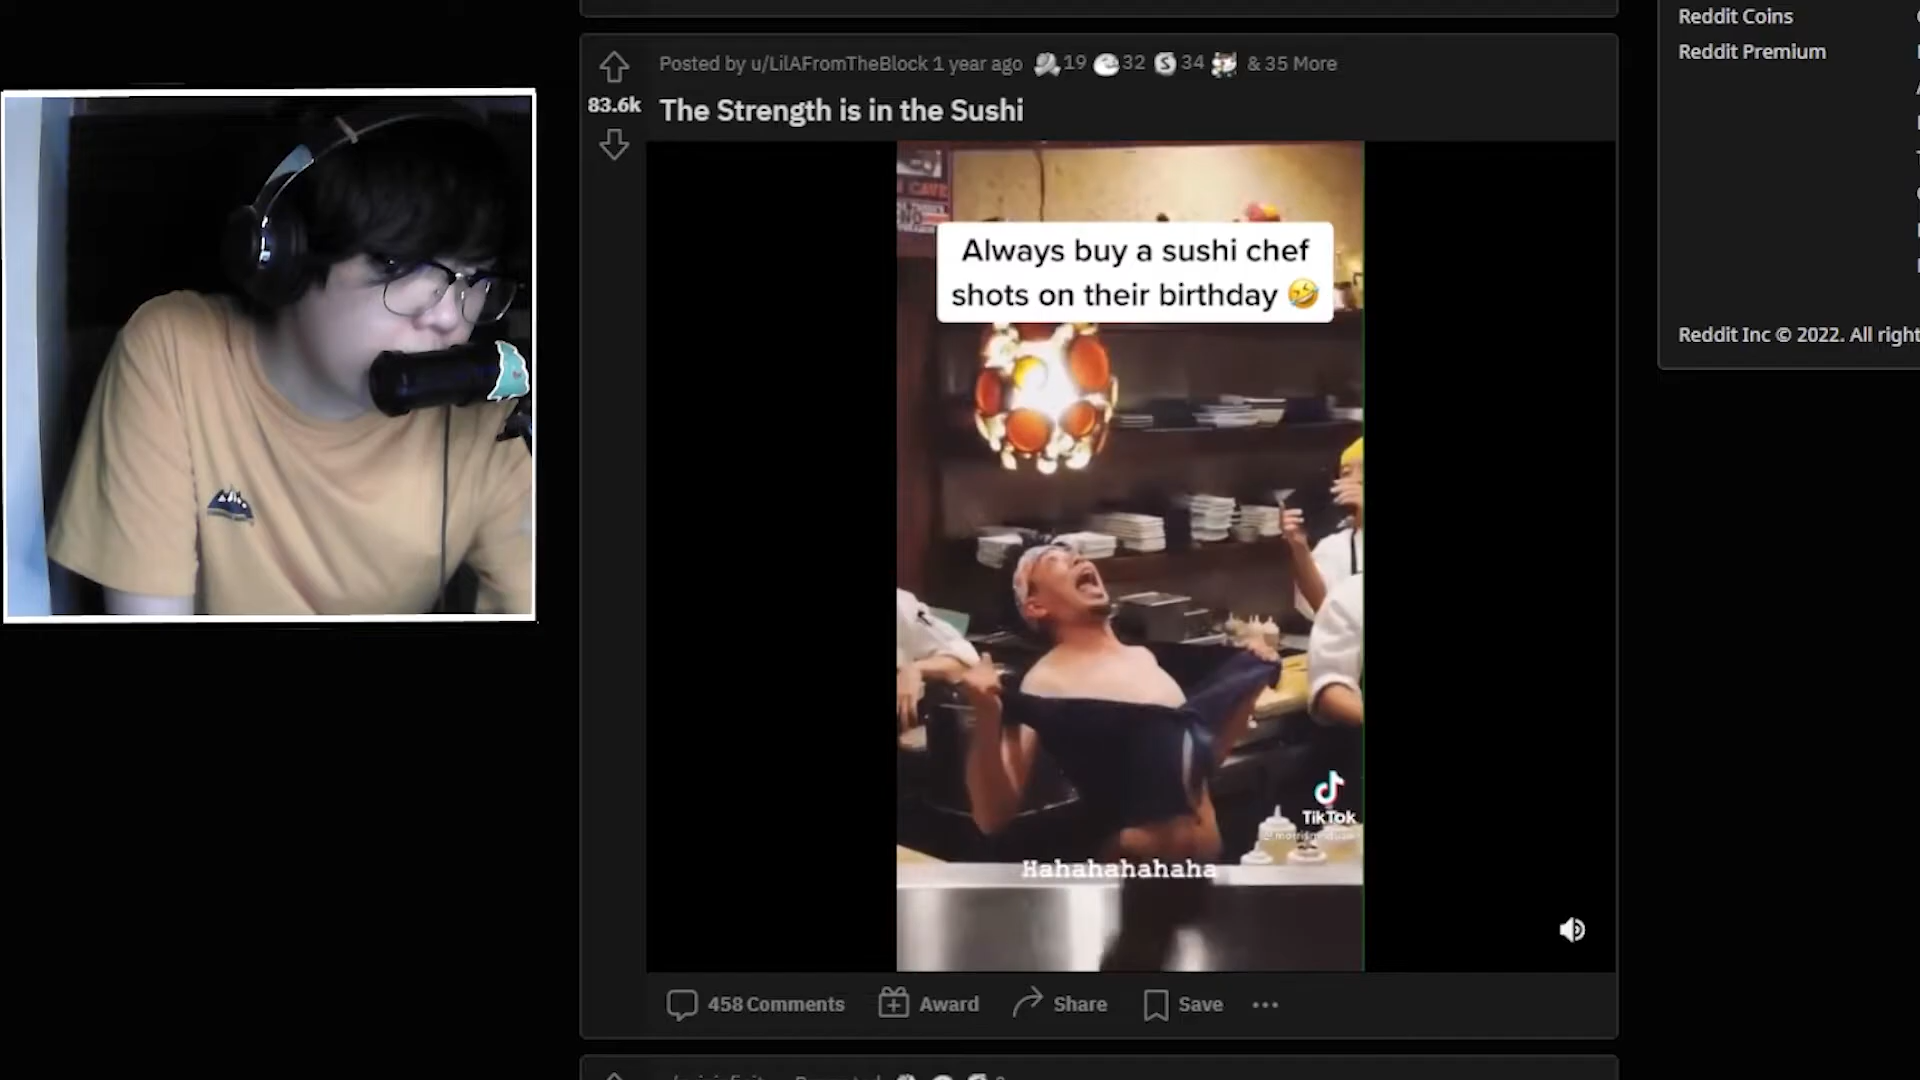 Reddit Coins
Reddit Premium
Reddit Inc © 2022. All right
Posted by u/LilAFromTheBlock 1 year ago 19 32 34 & 35 More
83.6k
The Strength is in the Sushi
CAVE
Always buy a sushi chef
shots on their birthday 🤣
TikTok
Hahahahahaha
458 Comments Award Share Save ...